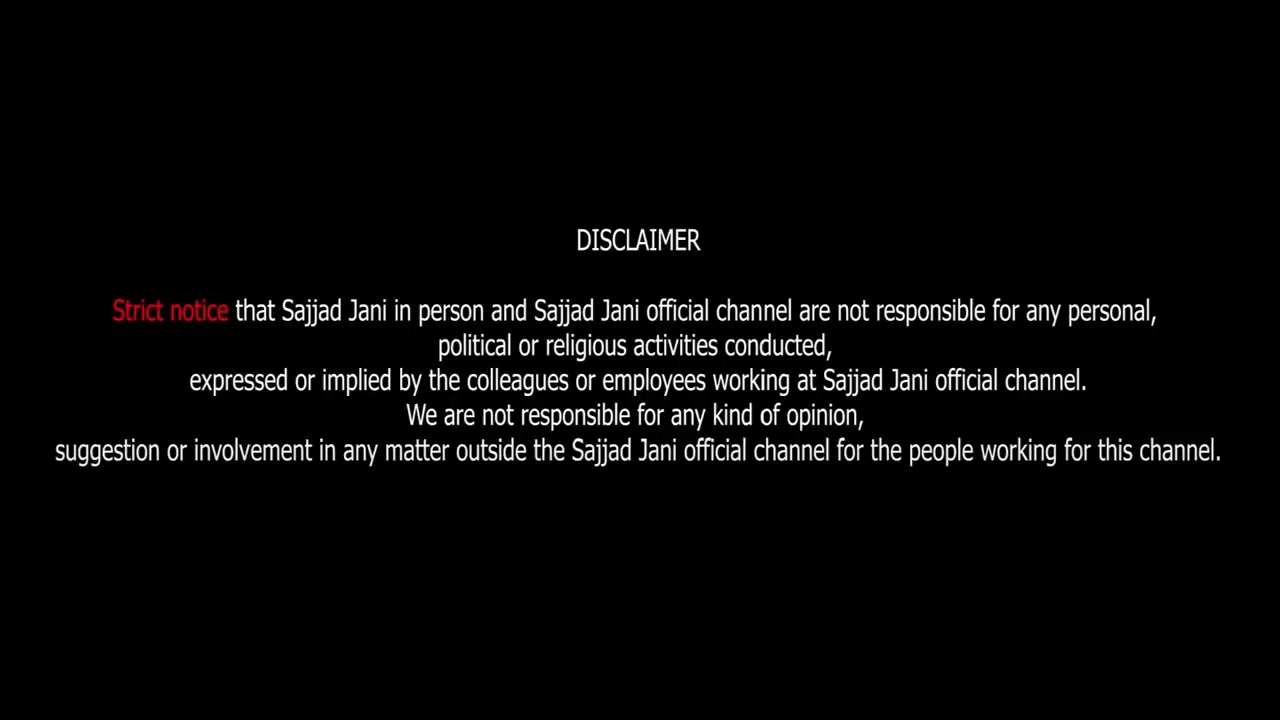 DISCLAIMER
Strict notice that Sajjad Jani in person and Sajjad Jani official channel are not responsible for any personal,
political or religious activities conducted,
expressed or implied by the colleagues or employees working at Sajjad Jani official channel.
We are not responsible for any kind of opinion,
suggestion or involvement in any matter outside the Sajjad Jani official channel for the people working for this channel.